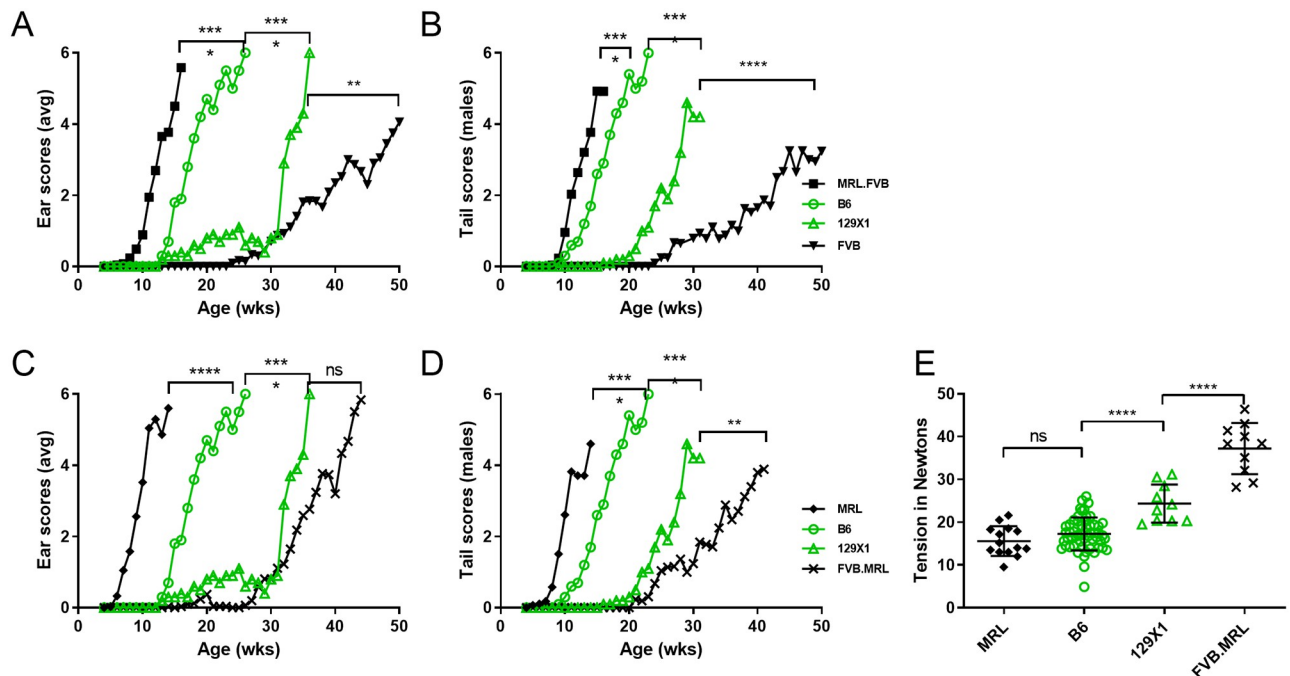 A
Ear scores (avg)
6
4
2
0
***
*
***
*
**
0 10 20 30 40 50
Age (wks)
B
Tail scores (males)
6
4
2
0
***
*
***
*
****
MRL.FVB
B6
129X1
FVB
0 10 20 30 40 50
Age (wks)
C
Ear scores (avg)
6
4
2
0
****
***
*
ns
0 10 20 30 40 50
Age (wks)
D
Tail scores (males)
6
4
2
0
***
*
***
*
**
MRL
B6
129X1
FVB.MRL
0 10 20 30 40 50
Age (wks)
E
Tension in Newtons
50
40
30
20
10
0
ns
****
****
MRL
B6
129X1
FVB.MRL